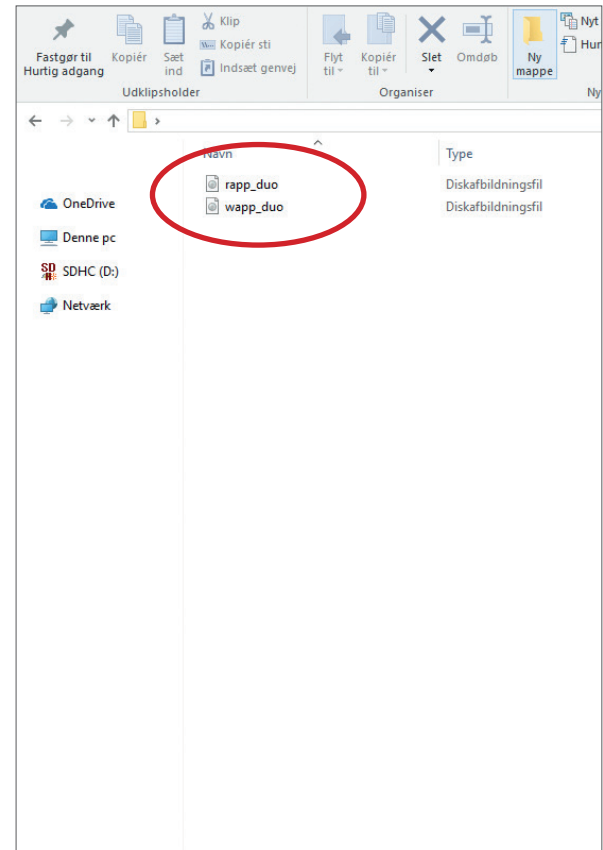 Fastgør til
Hurtig adgang
Kopiér
Sæt
ind
Klip
Kopiér sti
Indsæt genvej
Udklipsholder
Flyt
til
Kopiér
til
Slet
Omdøb
Organiser
Ny
mappe
Nyt
Hur
Ny
Navn
Type
rapp_duo
Diskafbildningsfil
wapp_duo
Diskafbildningsfil
OneDrive
Denne pc
SDHC (D:)
Netværk